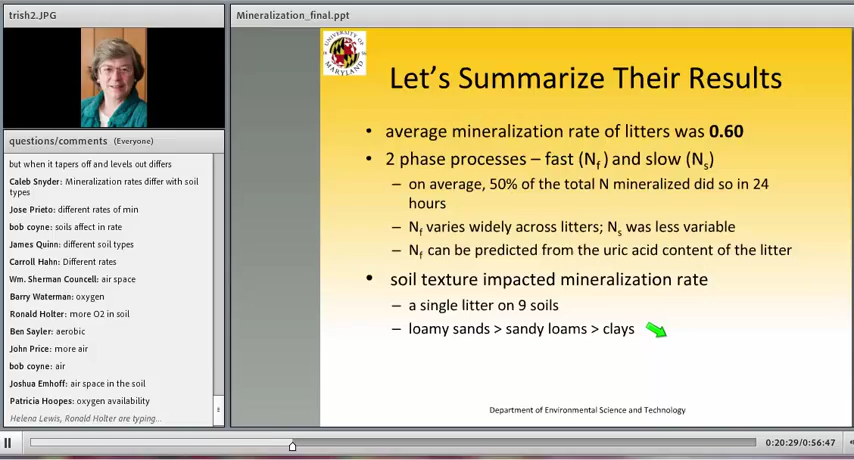 trish2.JPG
questions/comments (Everyone)
but when it tapers off and levels out differs
Caleb Snyder: Mineralization rates differ with soil
types
Jose Prieto: different rates of min
bob coyne: soils affect in rate
James Quinn: different soil types
Carroll Hahn: Different rates
Wm. Sherman Councell: air space
Barry Waterman: oxygen
Ronald Holter: more O2 in soil
Ben Sayler: aerobic
John Price: more air
bob coyne: air
Joshua Emhoff: air space in the soil
Patricia Hoopes: oxygen availability
Helena Lewis, Ronald Holter are typing...
Mineralization_final.ppt
UNIVERSITY OF
MARYLAND
Let's Summarize Their Results
• average mineralization rate of litters was 0.60
• 2 phase processes – fast (Nf) and slow (Ns)
– on average, 50% of the total N mineralized did so in 24
hours
– Nf varies widely across litters; Ns was less variable
– Nf can be predicted from the uric acid content of the litter
• soil texture impacted mineralization rate
– a single litter on 9 soils
– loamy sands > sandy loams > clays
Department of Environmental Science and Technology
0:20:29/0:56:47